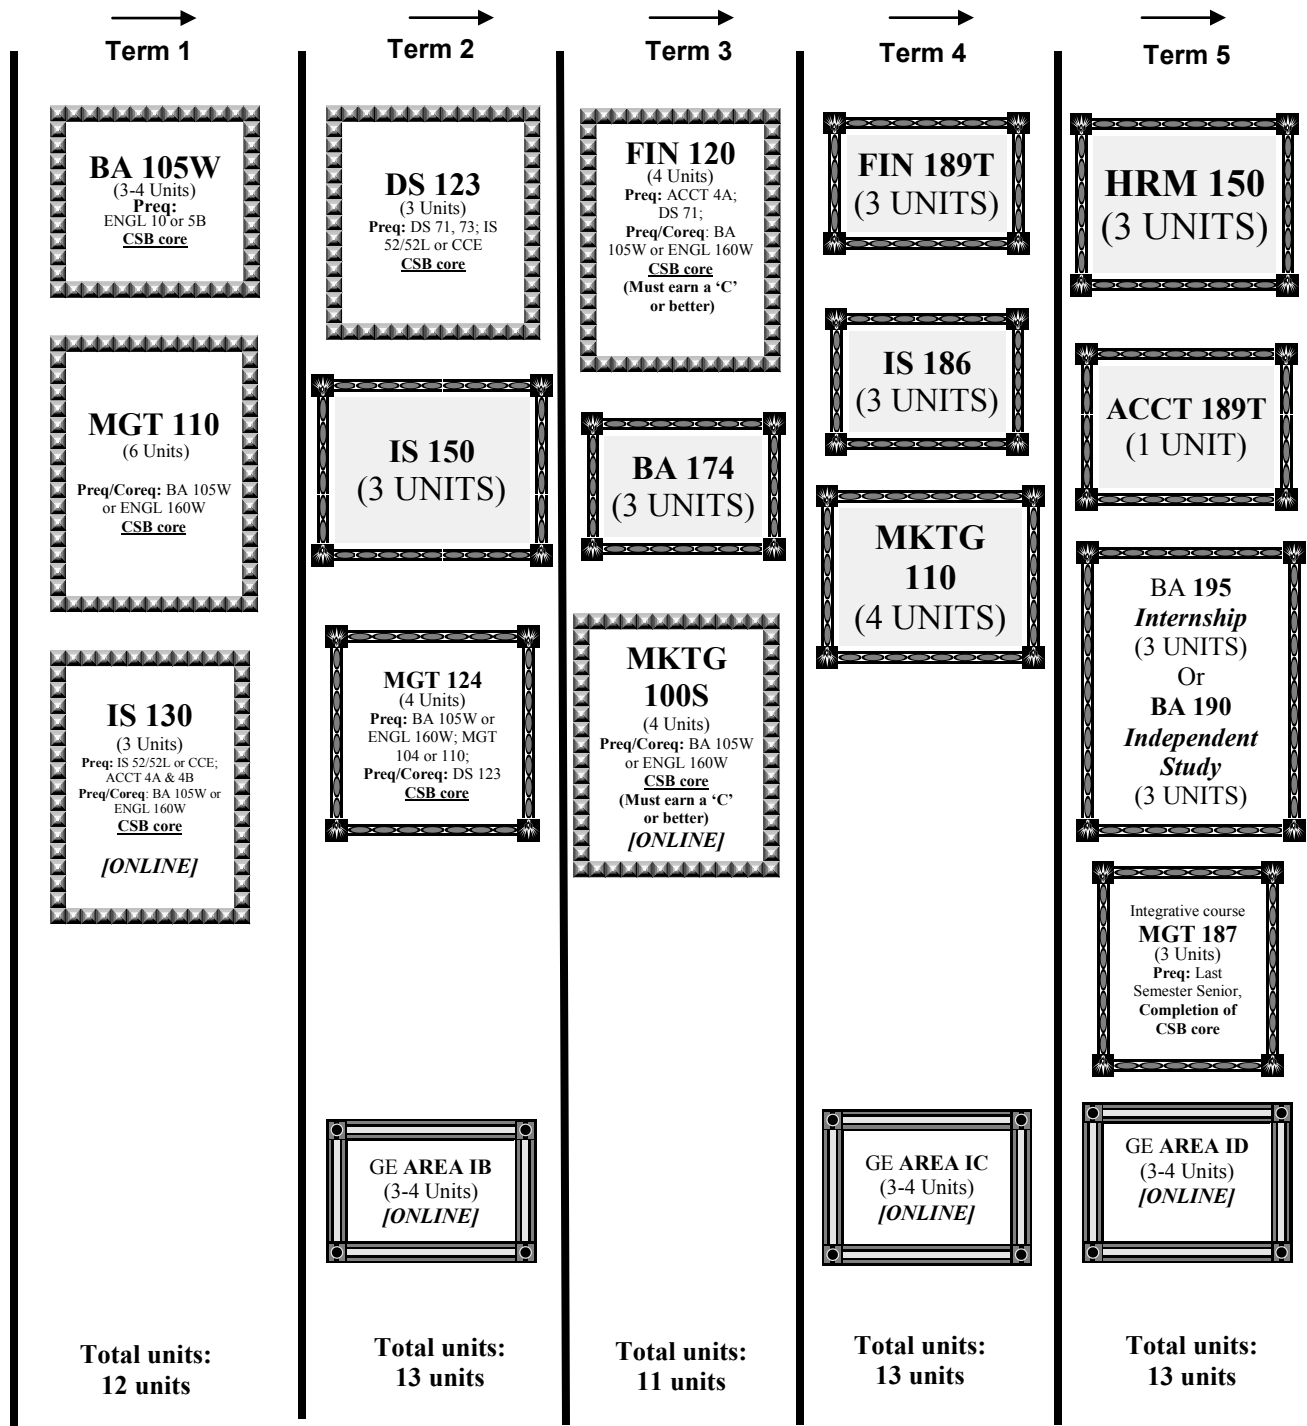 Term 1
BA 105W
(3-4 Units)
Preq:
ENGL 10 or 5B
CSB core
MGT 110
(6 Units)
Preq/Coreq: BA 105W
or ENGL 160W
CSB core
IS 130
(3 Units)
Preq: IS 52/52L or CCE;
ACCT 4A & 4B
Preq/Coreq: BA 105W or
ENGL 160W
CSB core
[ONLINE]
Total units:
12 units
Term 2
DS 123
(3 Units)
Preq: DS 71, 73; IS
52/52L or CCE
CSB core
IS 150
(3 UNITS)
MGT 124
(4 Units)
Preq: BA 105W or
ENGL 160W; MGT
104 or 110;
Preq/Coreq: DS 123
CSB core
GE AREA IB
(3-4 Units)
[ONLINE]
Total units:
13 units
Term 3
FIN 120
(4 Units)
Preq: ACCT 4A;
DS 71;
Preq/Coreq: BA
105W or ENGL 160W
CSB core
(Must earn a ‘C’
or better)
BA 174
(3 UNITS)
MKTG
100S
(4 Units)
Preq/Coreq: BA 105W
or ENGL 160W
CSB core
(Must earn a ‘C’
or better)
[ONLINE]
Total units:
11 units
Term 4
FIN 189T
(3 UNITS)
IS 186
(3 UNITS)
MKTG
110
(4 UNITS)
GE AREA IC
(3-4 Units)
[ONLINE]
Total units:
13 units
Term 5
HRM 150
(3 UNITS)
ACCT 189T
(1 UNIT)
BA 195
Internship
(3 UNITS)
Or
BA 190
Independent
Study
(3 UNITS)
Integrative course
MGT 187
(3 Units)
Preq: Last
Semester Senior,
Completion of
CSB core
GE AREA ID
(3-4 Units)
[ONLINE]
Total units:
13 units